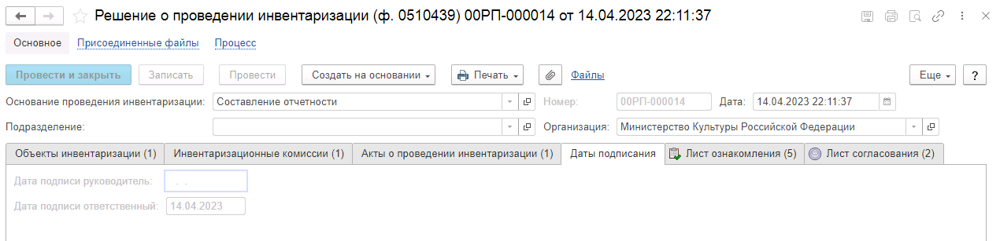 Решение о проведении инвентаризации (ф. 0510439) 00РП-000014 от 14.04.2023 22:11:37
Основное Присоединенные файлы Процесс
Провести и закрыть Записать Провести Создать на основании Печать Файлы Еще ?
Основание проведения инвентаризации: Составление отчетности Номер: 00РП-000014 Дата: 14.04.2023 22:11:37
Подразделение: Организация: Министерство Культуры Российской Федерации
Объекты инвентаризации (1) Инвентаризационные комиссии (1) Акты о проведении инвентаризации (1) Даты подписания Лист ознакомления (5) Лист согласования (2)
Дата подписи руководитель: . .
Дата подписи ответственный: 14.04.2023